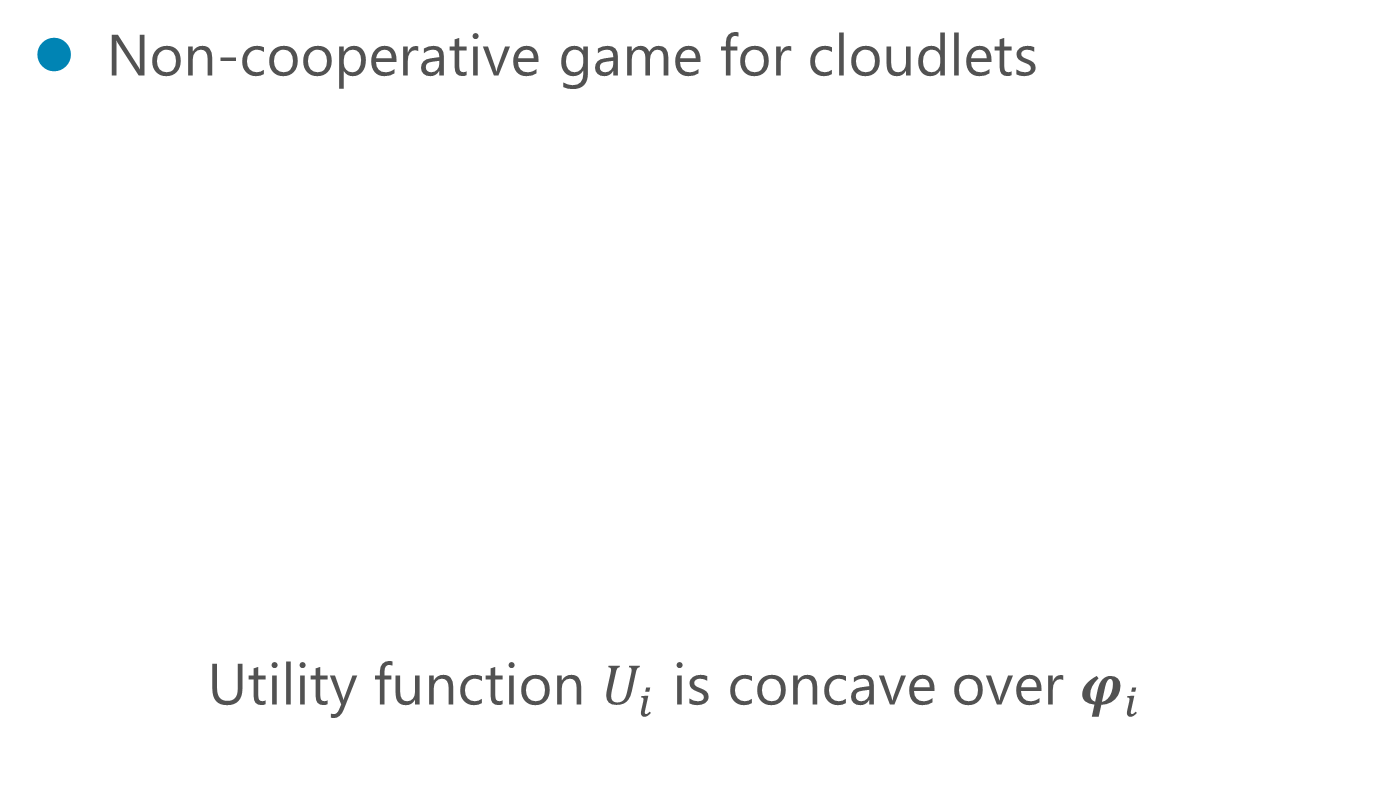 Non-cooperative game for cloudlets
Utility function 𝑈ᵢ is concave over 𝝋ᵢ